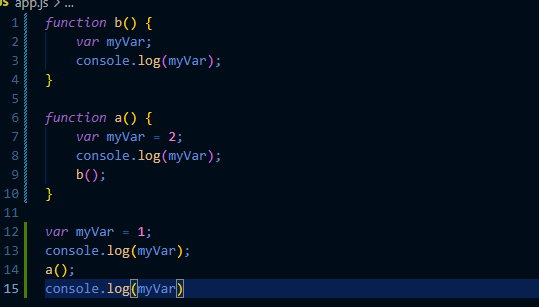 JS app.js > ...
1 function b() {
2     var myVar;
3     console.log(myVar);
4 }
5
6 function a() {
7     var myVar = 2;
8     console.log(myVar);
9     b();
10 }
11
12 var myVar = 1;
13 console.log(myVar);
14 a();
15 console.log(myVar)